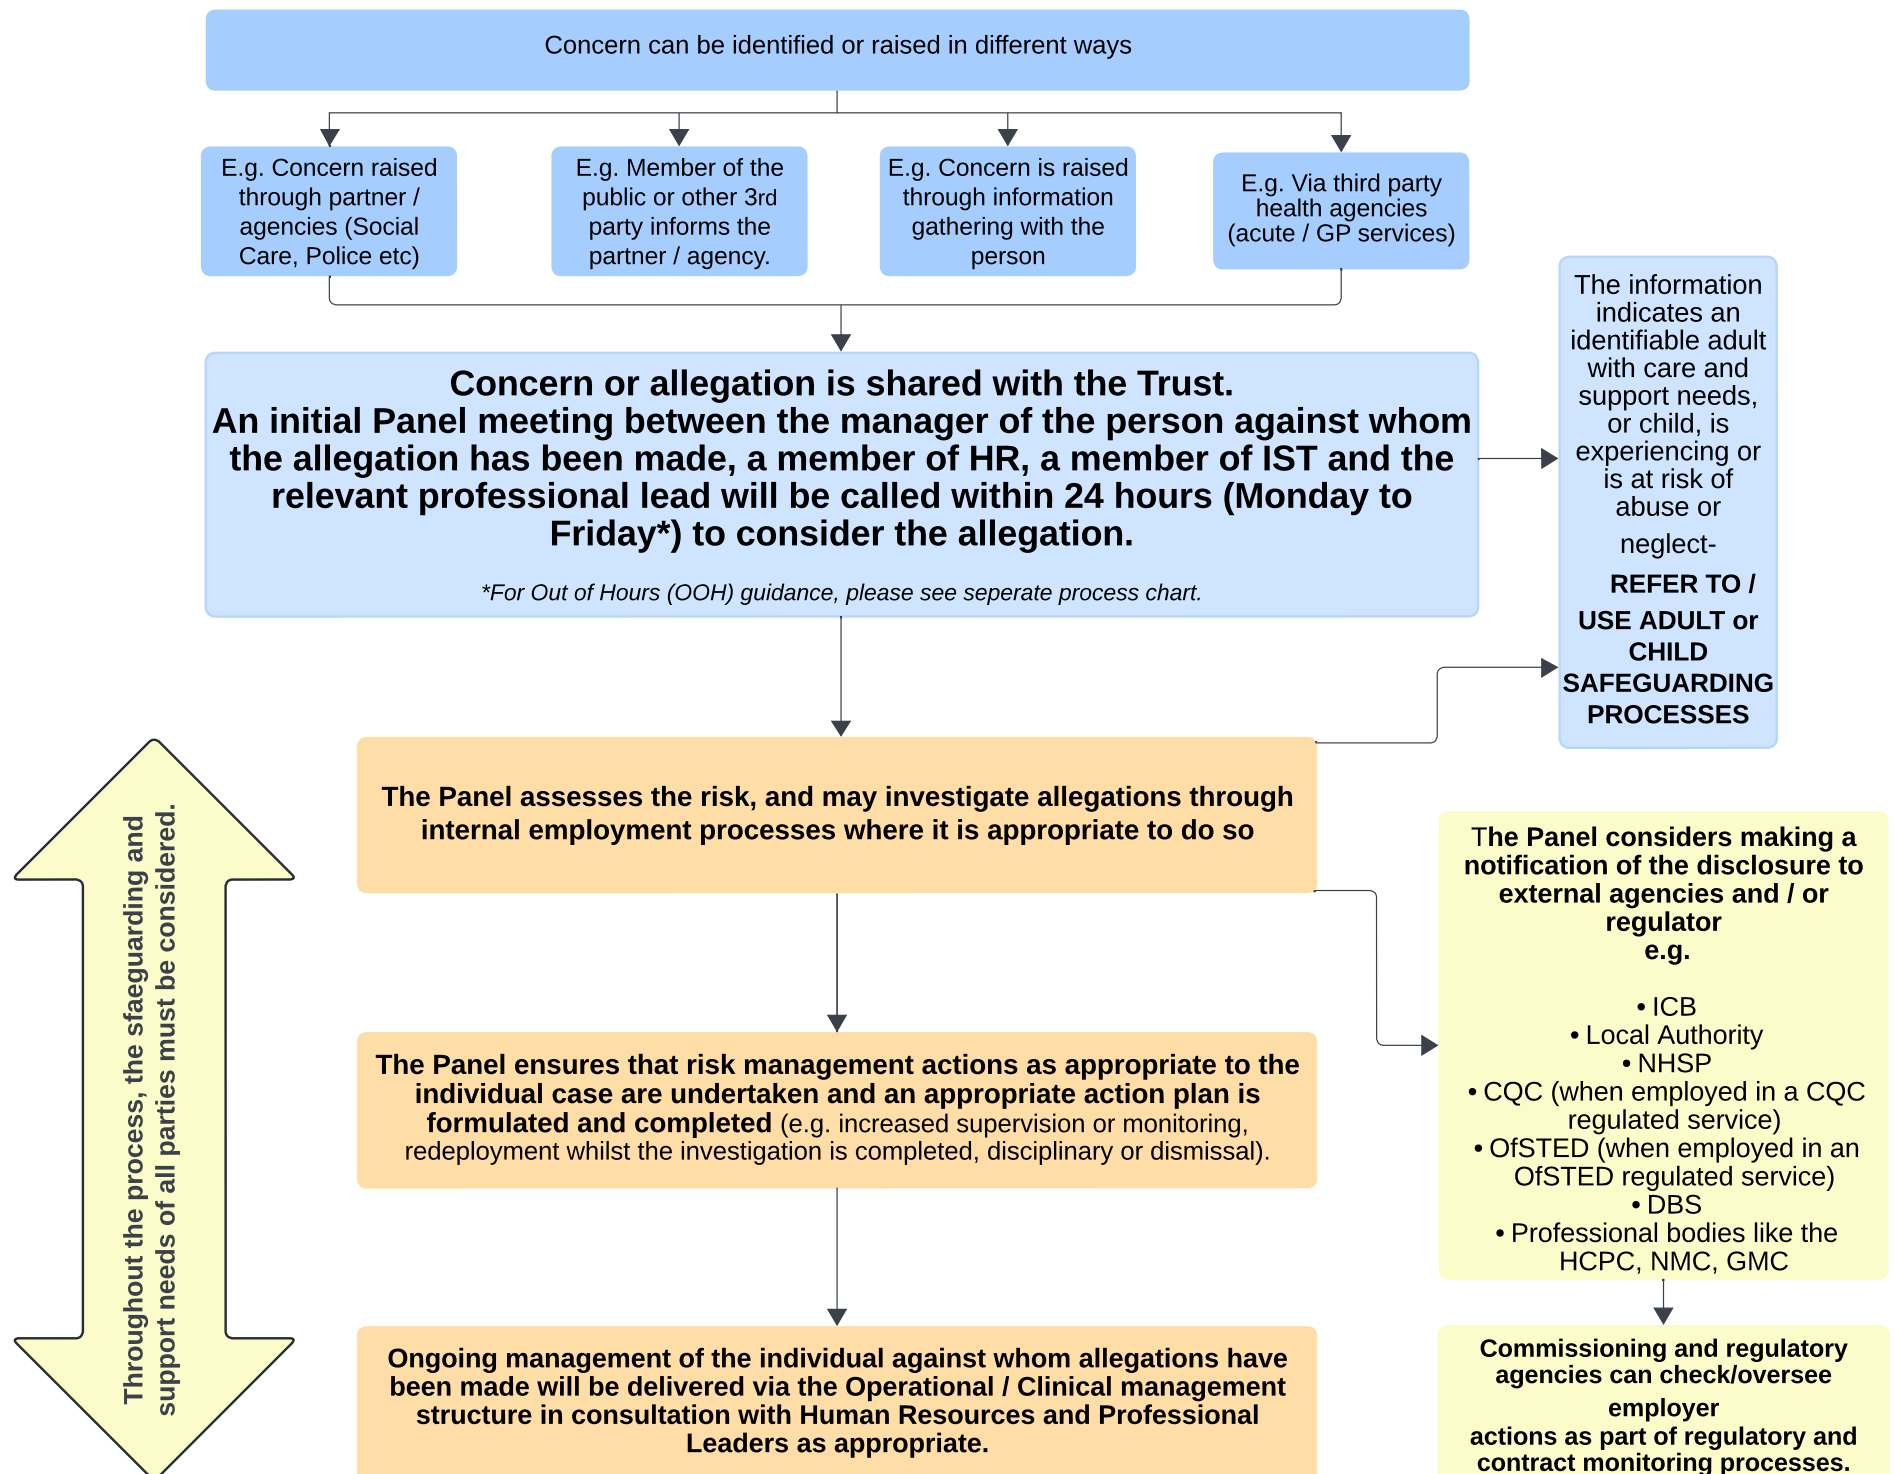 Concern can be identified or raised in different ways
E.g. Concern raised
through partner /
agencies (Social
Care, Police etc)
E.g. Member of the
public or other 3rd
party informs the
partner / agency.
E.g. Concern is raised
through information
gathering with the
person
E.g. Via third party
health agencies
(acute / GP services)
Concern or allegation is shared with the Trust.
An initial Panel meeting between the manager of the person against whom
the allegation has been made, a member of HR, a member of IST and the
relevant professional lead will be called within 24 hours (Monday to
Friday*) to consider the allegation.
*For Out of Hours (OOH) guidance, please see seperate process chart.
The information
indicates an
identifiable adult
with care and
support needs,
or child, is
experiencing or
is at risk of
abuse or
neglect-
REFER TO /
USE ADULT or
CHILD
SAFEGUARDING
PROCESSES
Throughout the process, the sfaeguarding and
support needs of all parties must be considered.
The Panel assesses the risk, and may investigate allegations through
internal employment processes where it is appropriate to do so
The Panel considers making a
notification of the disclosure to
external agencies and / or
regulator
e.g.
• ICB
• Local Authority
• NHSP
• CQC (when employed in a CQC
regulated service)
• OfSTED (when employed in an
OfSTED regulated service)
• DBS
• Professional bodies like the
HCPC, NMC, GMC
The Panel ensures that risk management actions as appropriate to the
individual case are undertaken and an appropriate action plan is
formulated and completed (e.g. increased supervision or monitoring,
redeployment whilst the investigation is completed, disciplinary or dismissal).
Ongoing management of the individual against whom allegations have
been made will be delivered via the Operational / Clinical management
structure in consultation with Human Resources and Professional
Leaders as appropriate.
Commissioning and regulatory
agencies can check/oversee
employer
actions as part of regulatory and
contract monitoring processes.